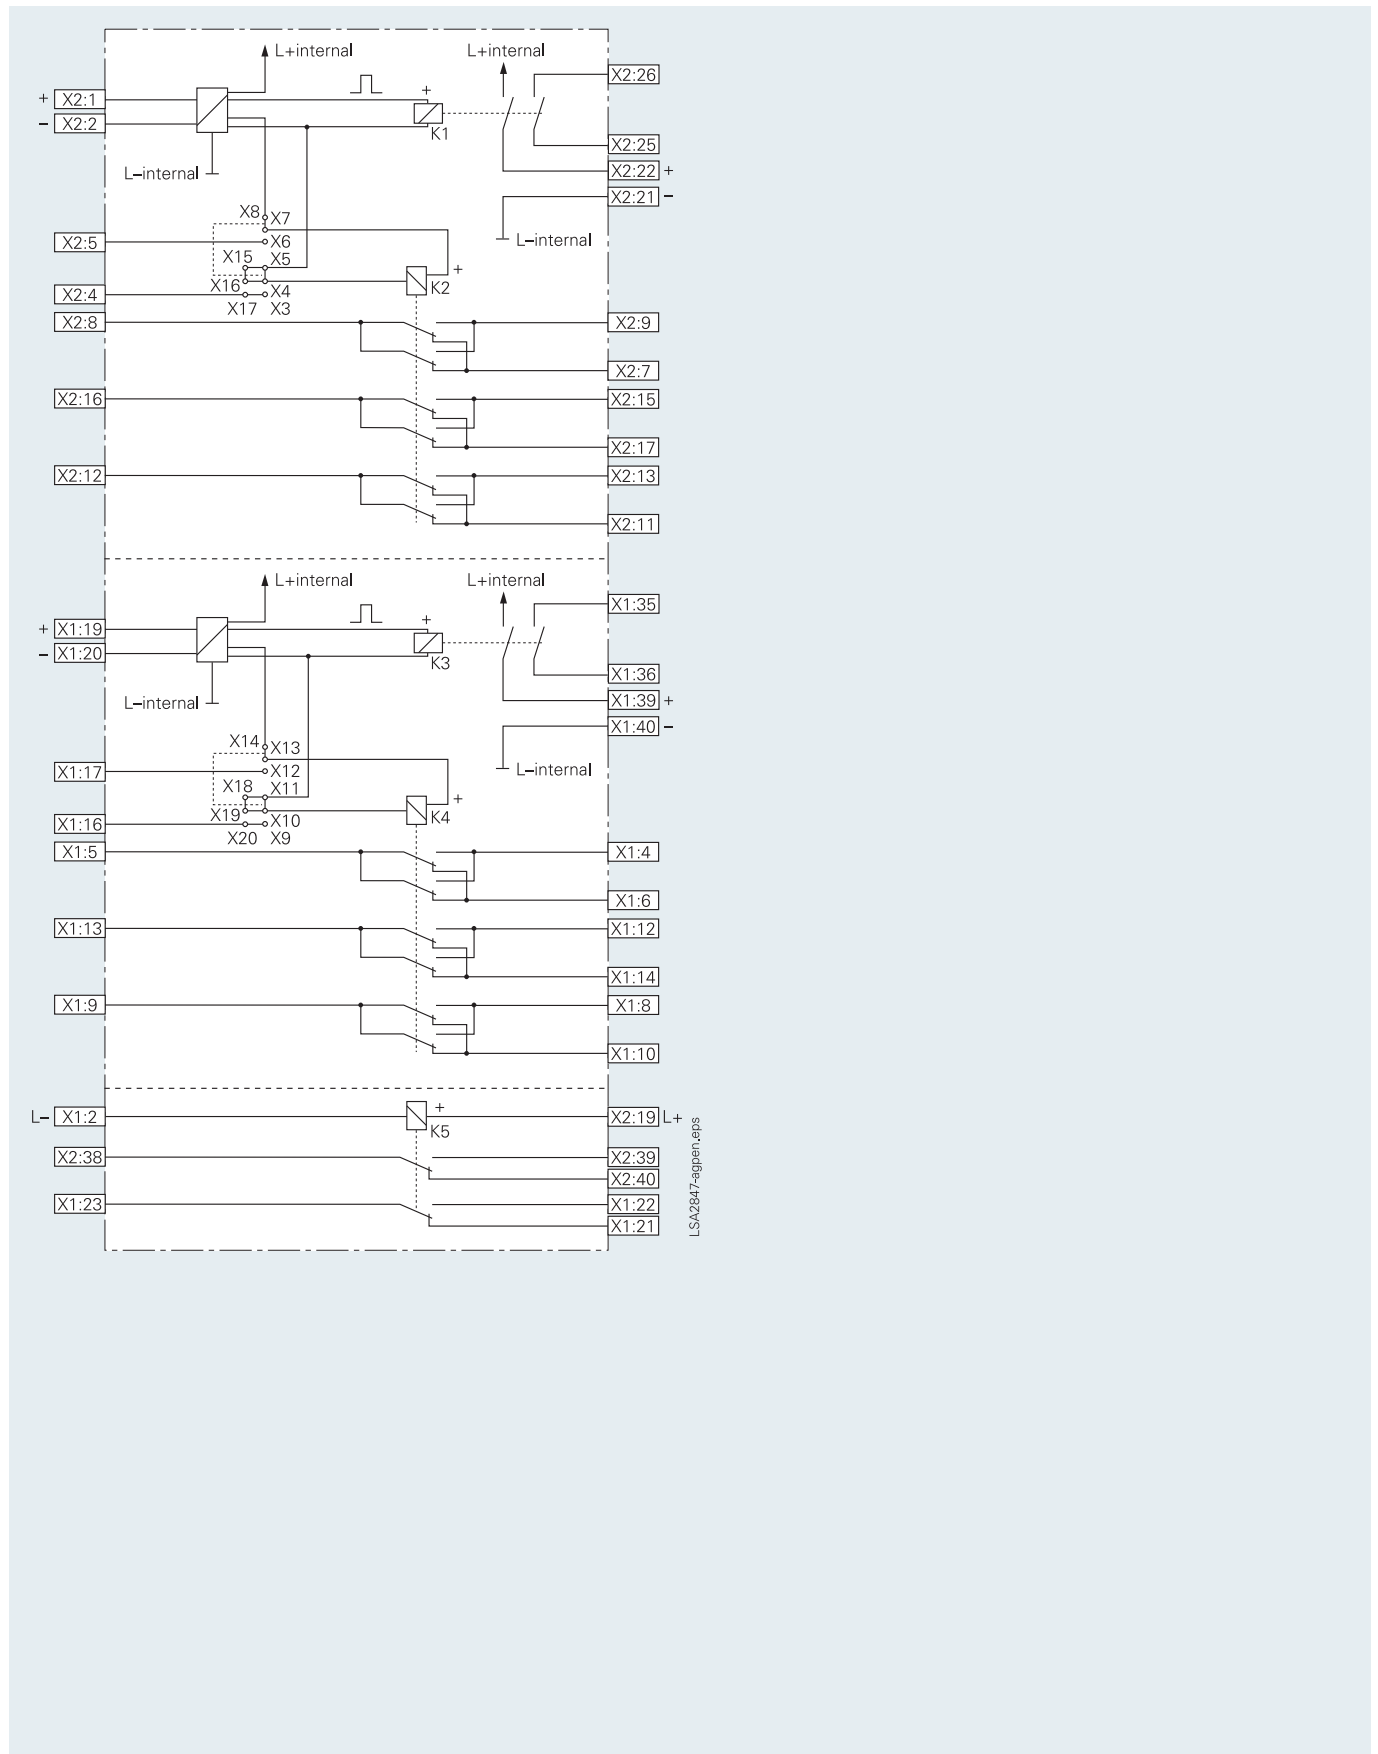 L+internal L+internal
X2:26
+ X2:1 +
- X2:2 K1
X2:25
L-internal X2:22 +
X2:21 -
X8 X7
X2:5 X6 L-internal
X15 X5
+
X16 X4 K2
X2:4 X17 X3
X2:8 X2:9
X2:7
X2:16 X2:15
X2:17
X2:12 X2:13
X2:11
L+internal L+internal
X1:35
+ X1:19 +
- X1:20 K3
X1:36
L-internal X1:39 +
X1:40 -
X14 X13
X1:17 X12 L-internal
X18 X11
+
X19 X10 K4
X1:16 X20 X9
X1:5 X1:4
X1:6
X1:13 X1:12
X1:14
X1:9 X1:8
X1:10
L- X1:2 + X2:19 L+
K5
X2:38 X2:39
X2:40
X1:23 X1:22
X1:21
LSA2847-agpen.eps